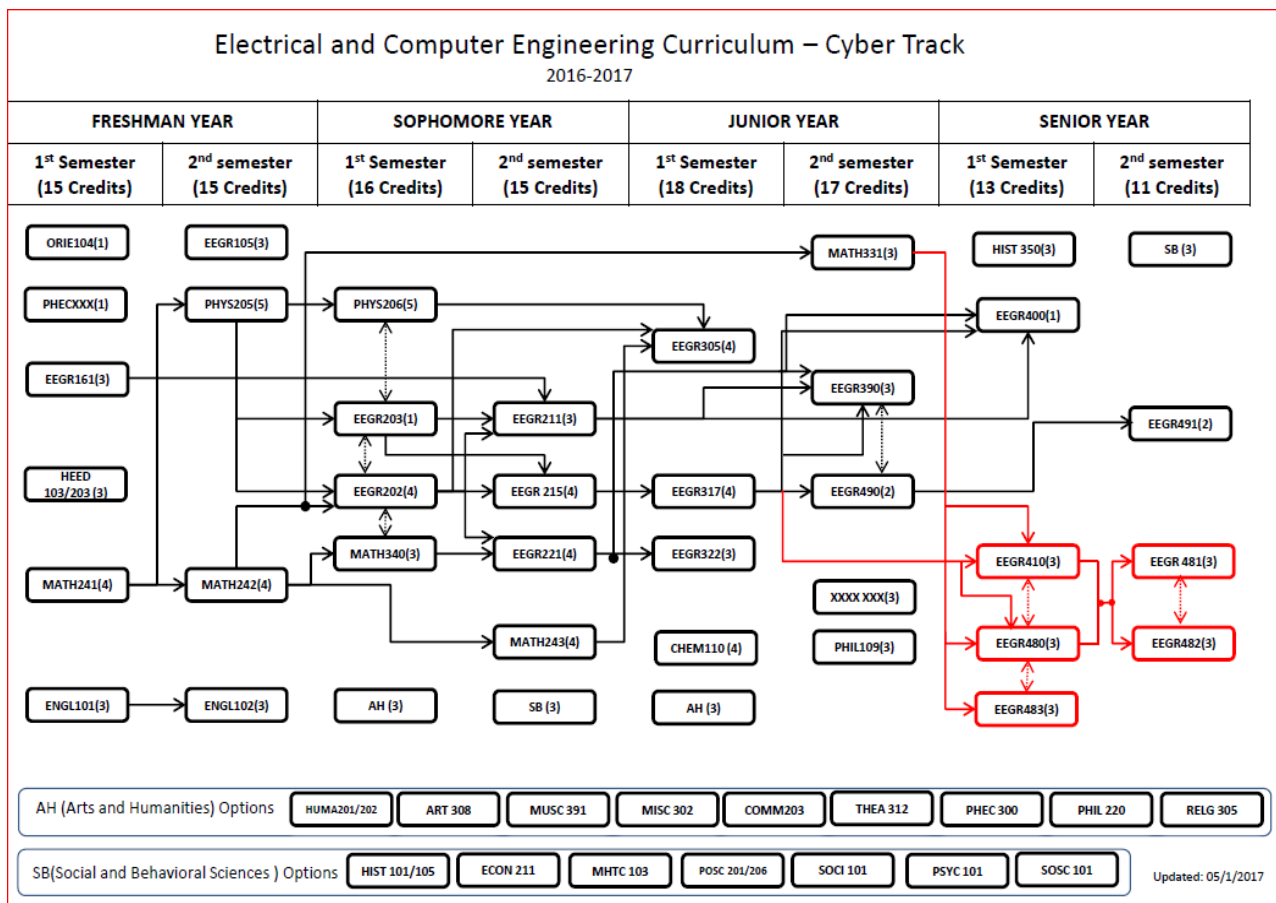 Electrical and Computer Engineering Curriculum – Cyber Track
2016-2017
FRESHMAN YEAR SOPHOMORE YEAR JUNIOR YEAR SENIOR YEAR
1st Semester 2nd semester 1st Semester 2nd semester 1st Semester 2nd semester 1st Semester 2nd semester
(15 Credits) (15 Credits) (16 Credits) (15 Credits) (18 Credits) (17 Credits) (13 Credits) (11 Credits)
ORIE104(1) EEGR105(3) MATH331(3) HIST 350(3) SB (3)
PHECXXX(1) PHYS205(5) PHYS206(5) EEGR400(1)
EEGR305(4)
EEGR161(3) EEGR390(3)
EEGR203(1) EEGR211(3) EEGR491(2)
HEED
103/203 (3) EEGR202(4) EEGR 215(4) EEGR317(4) EEGR490(2)
MATH340(3) EEGR221(4) EEGR322(3) EEGR410(3) EEGR 481(3)
MATH241(4) MATH242(4) XXXX XXX(3)
MATH243(4) CHEM110 (4) PHIL109(3) EEGR480(3) EEGR482(3)
ENGL101(3) ENGL102(3) AH (3) SB (3) AH (3) EEGR483(3)
AH (Arts and Humanities) Options HUMA201/202 ART 308 MUSC 391 MISC 302 COMM203 THEA 312 PHEC 300 PHIL 220 RELG 305
SB(Social and Behavioral Sciences ) Options HIST 101/105 ECON 211 MHTC 103 POSC 201/206 SOCI 101 PSYC 101 SOSC 101 Updated: 05/1/2017